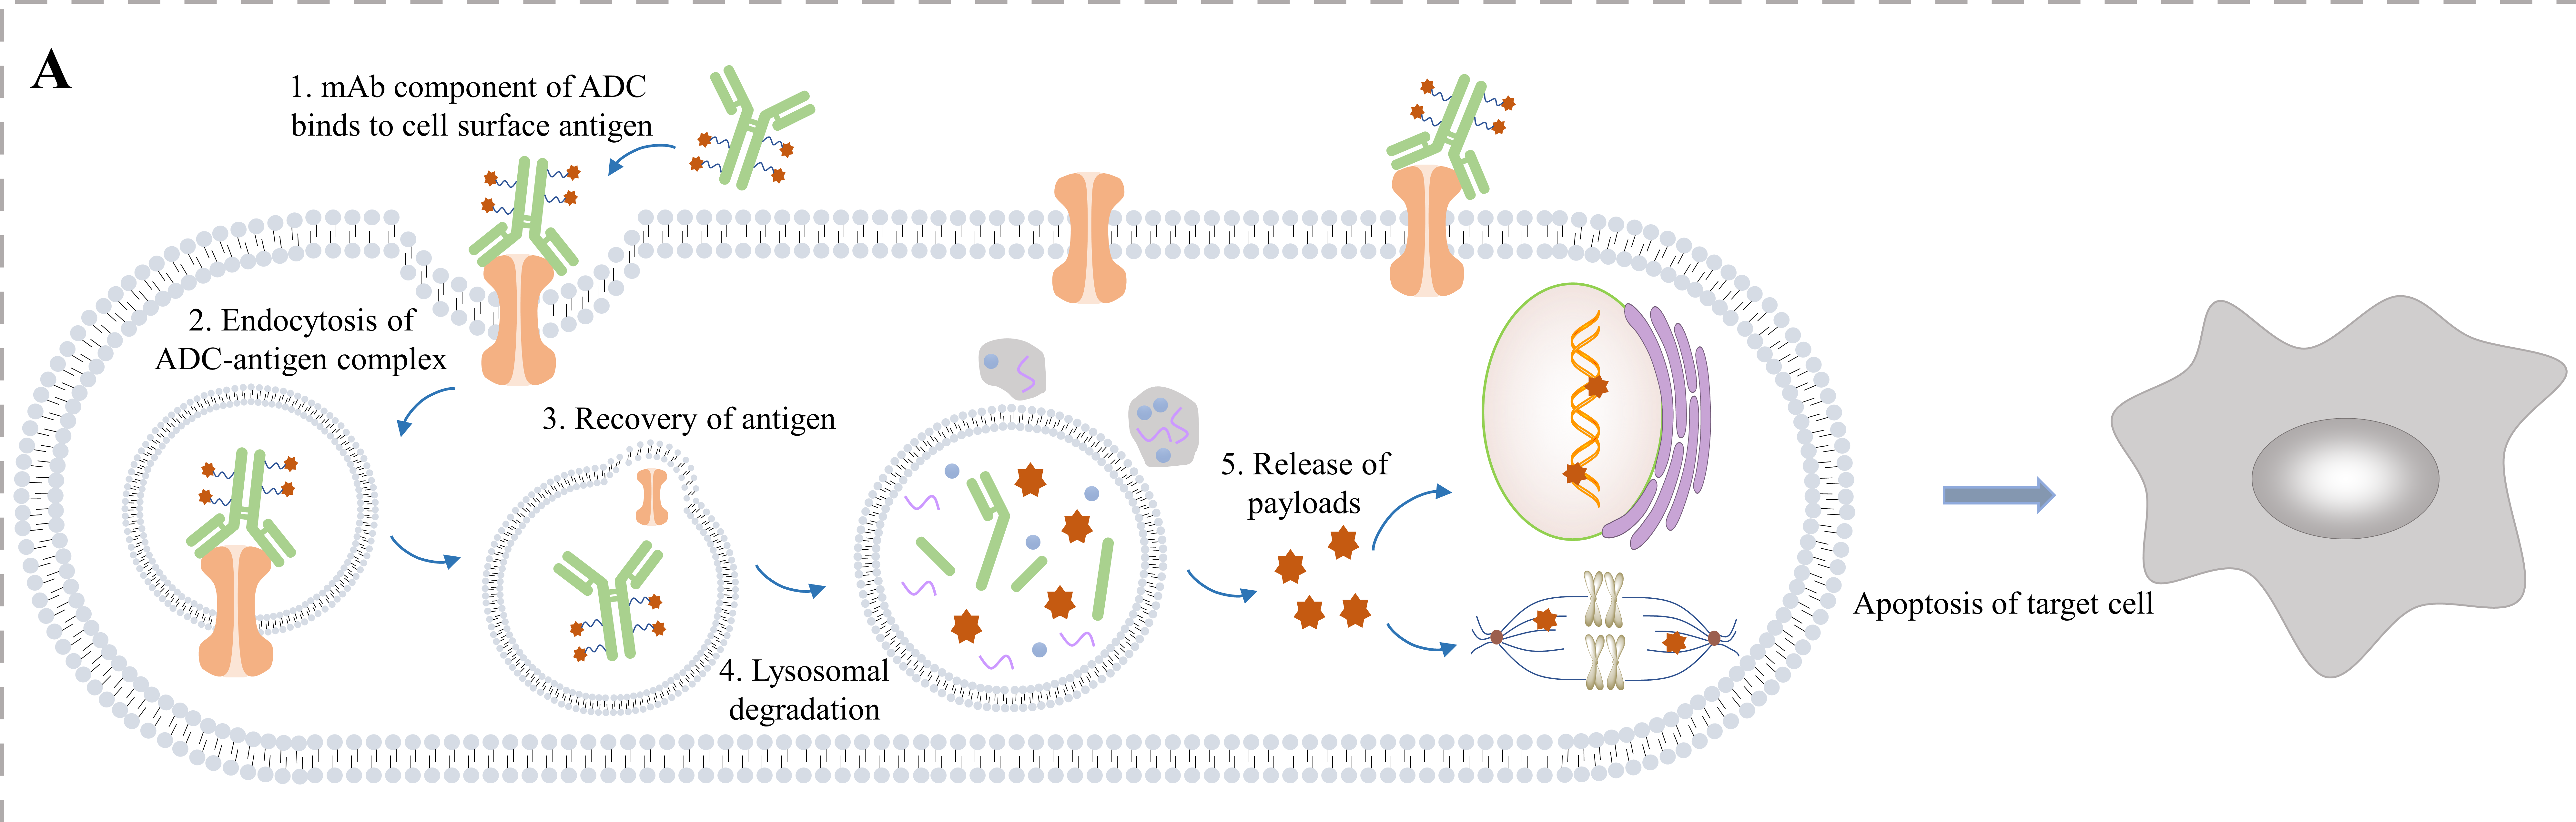 A
1. mAb component of ADC
binds to cell surface antigen
2. Endocytosis of
ADC-antigen complex
3. Recovery of antigen
4. Lysosomal
degradation
5. Release of
payloads
Apoptosis of target cell